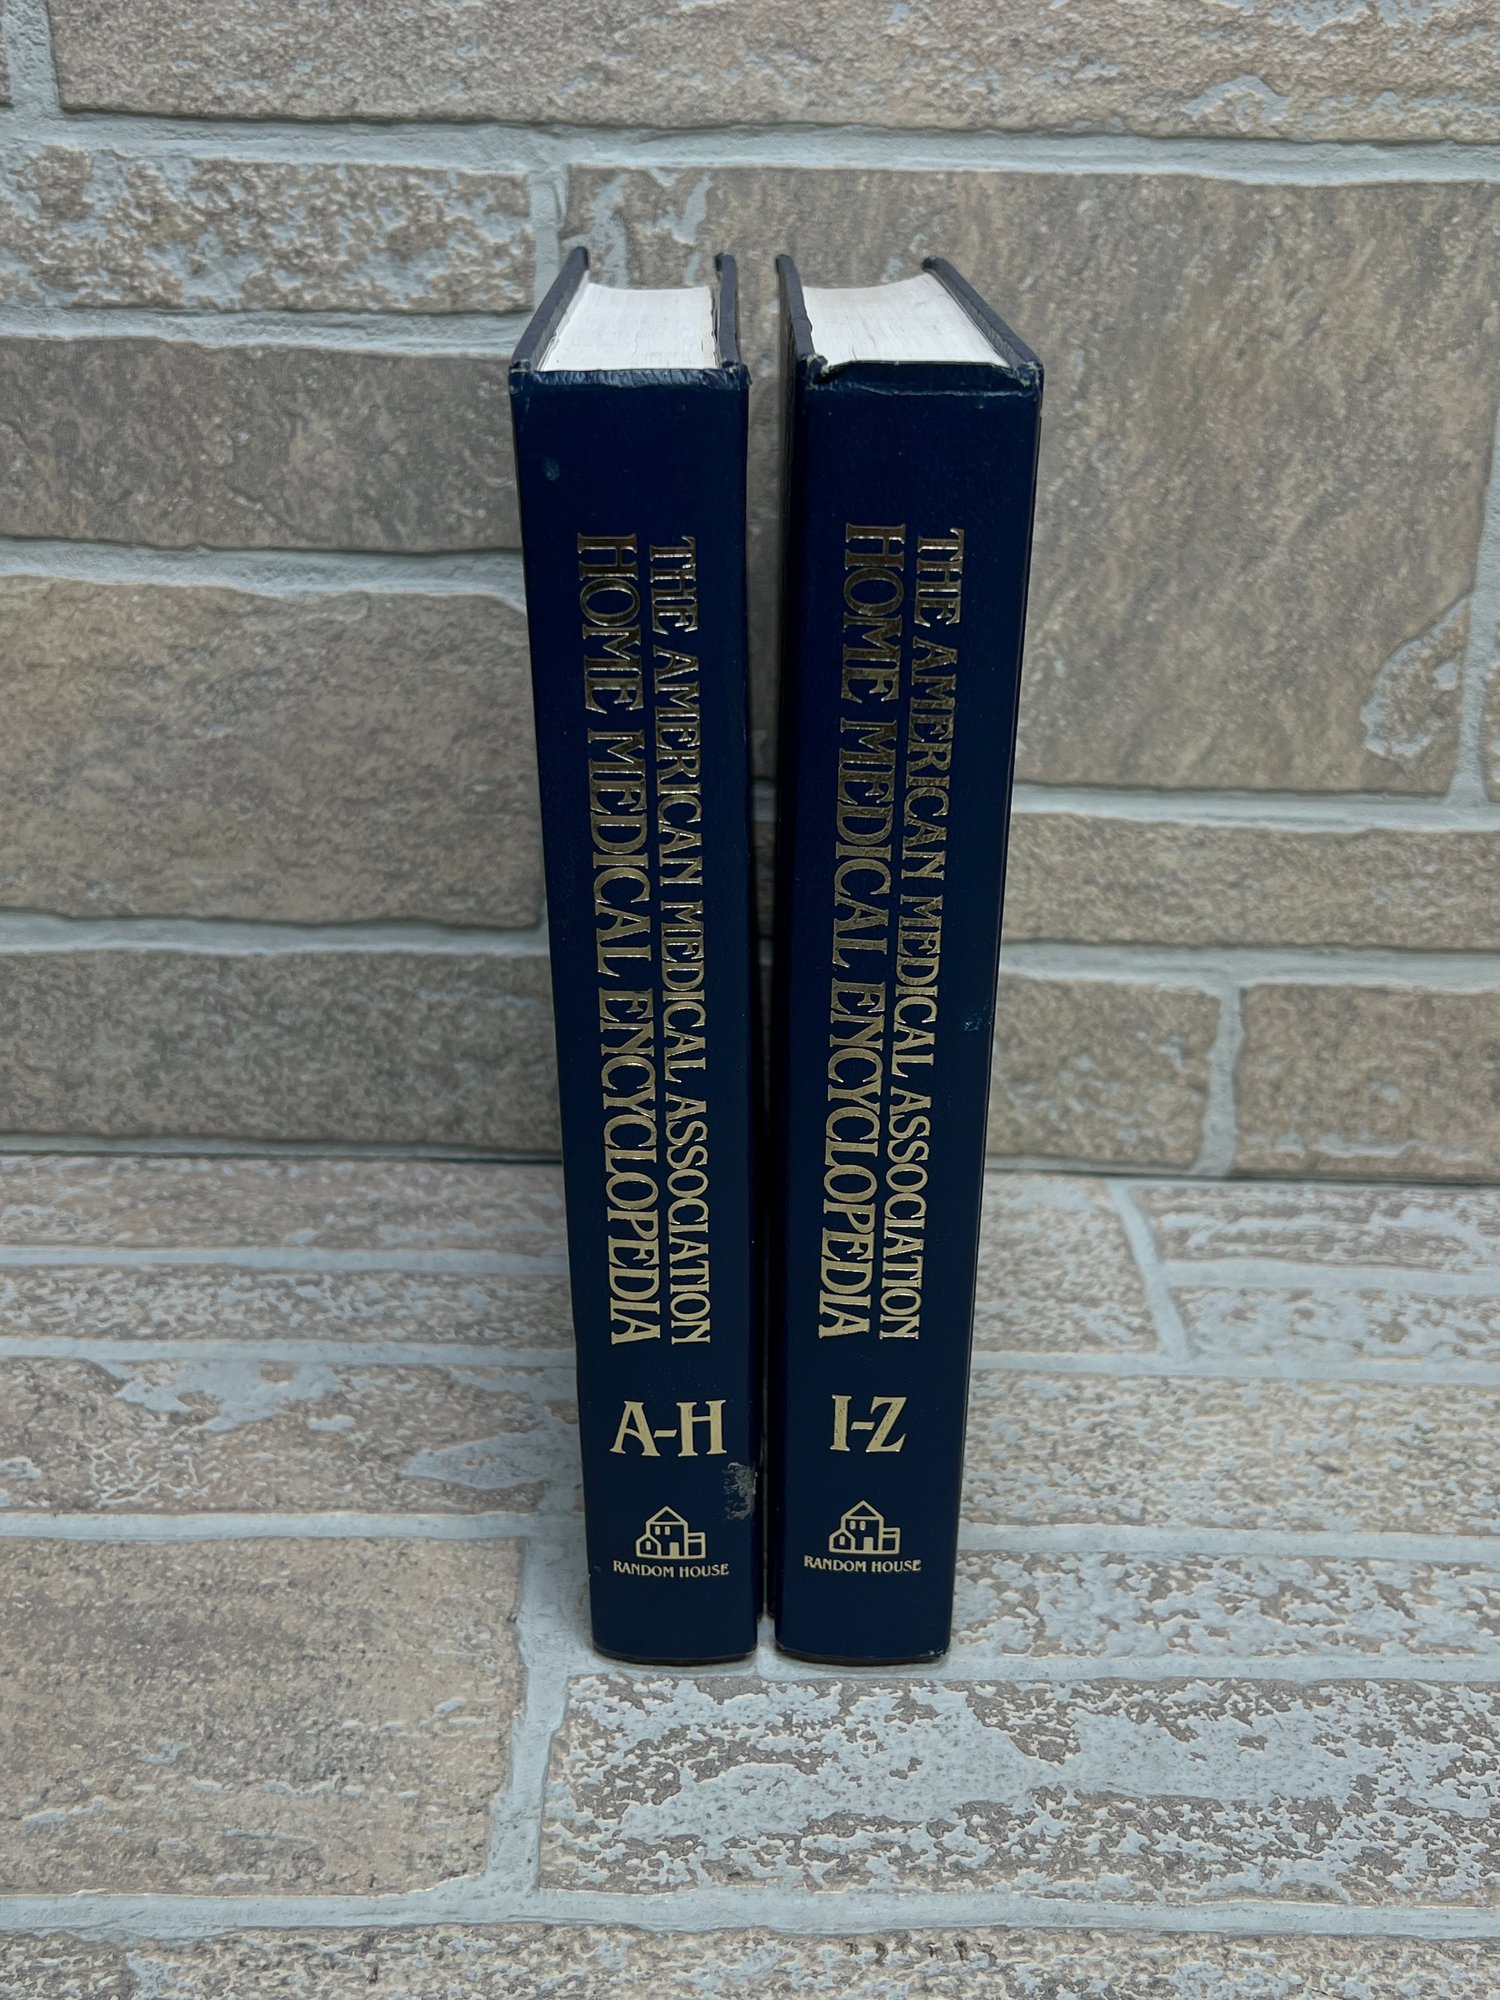 THE AMERICAN MEDICAL ASSOCIATION
HOME MEDICAL ENCYCLOPEDIA
A-H
RANDOM HOUSE
THE AMERICAN MEDICAL ASSOCIATION
HOME MEDICAL ENCYCLOPEDIA
I-Z
RANDOM HOUSE